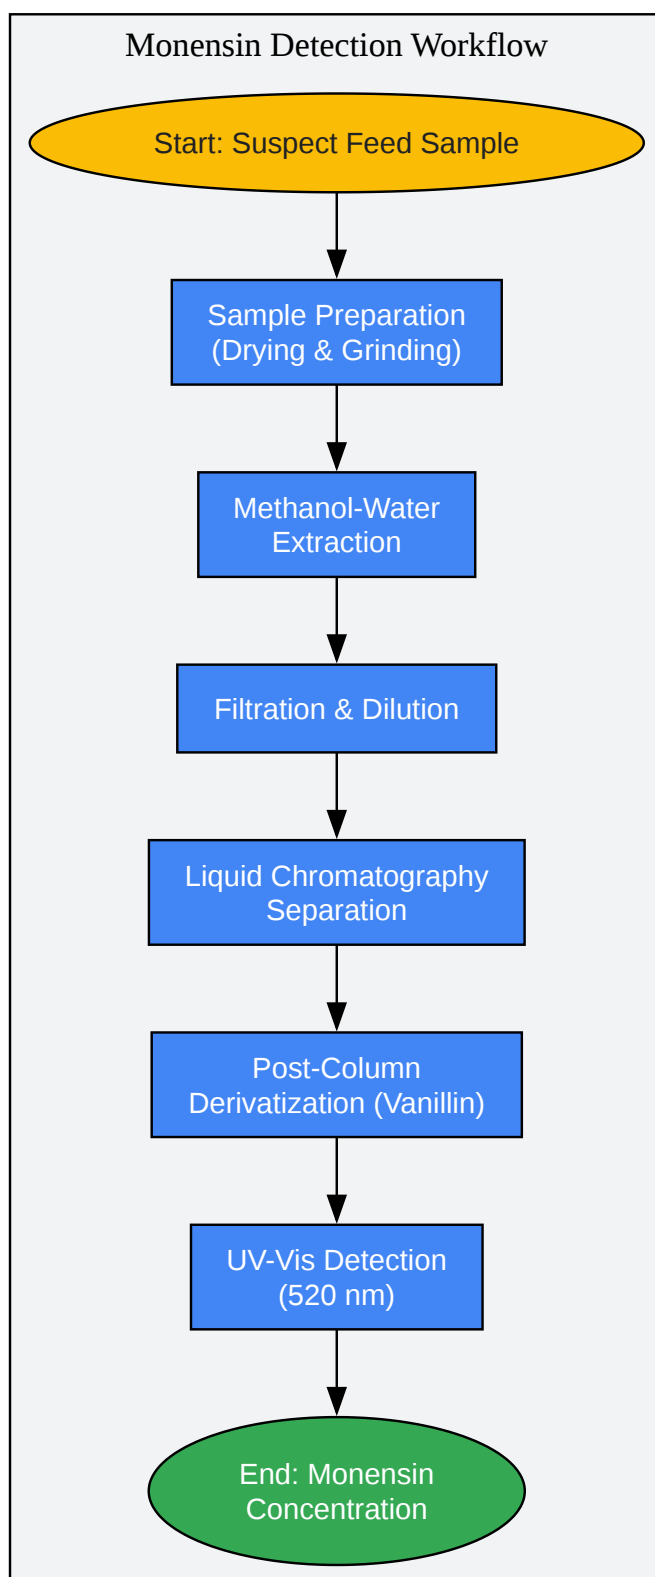 Monensin Detection Workflow
Start: Suspect Feed Sample
Sample Preparation
(Drying & Grinding)
Methanol-Water
Extraction
Filtration & Dilution
Liquid Chromatography
Separation
Post-Column
Derivatization (Vanillin)
UV-Vis Detection
(520 nm)
End: Monensin
Concentration